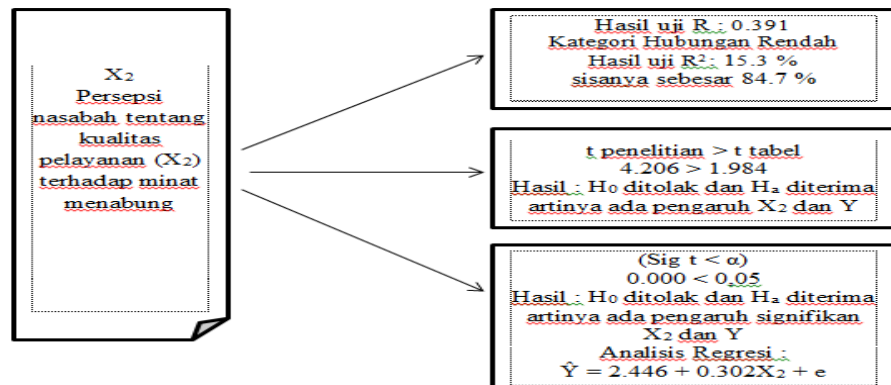 X₂
Persepsi
nasabah tentang
kualitas
pelayanan (X₂)
terhadap minat
menabung
Hasil uji R : 0.391
Kategori Hubungan Rendah
Hasil uji R²: 15.3 %
sisanya sebesar 84.7 %
t penelitian > t tabel
4.206 > 1.984
Hasil : H₀ ditolak dan Hₐ diterima
artinya ada pengaruh X₂ dan Y
(Sig t < α)
0.000 < 0,05
Hasil : H₀ ditolak dan Hₐ diterima
artinya ada pengaruh signifikan
X₂ dan Y
Analisis Regresi :
Ŷ = 2.446 + 0.302X₂ + e